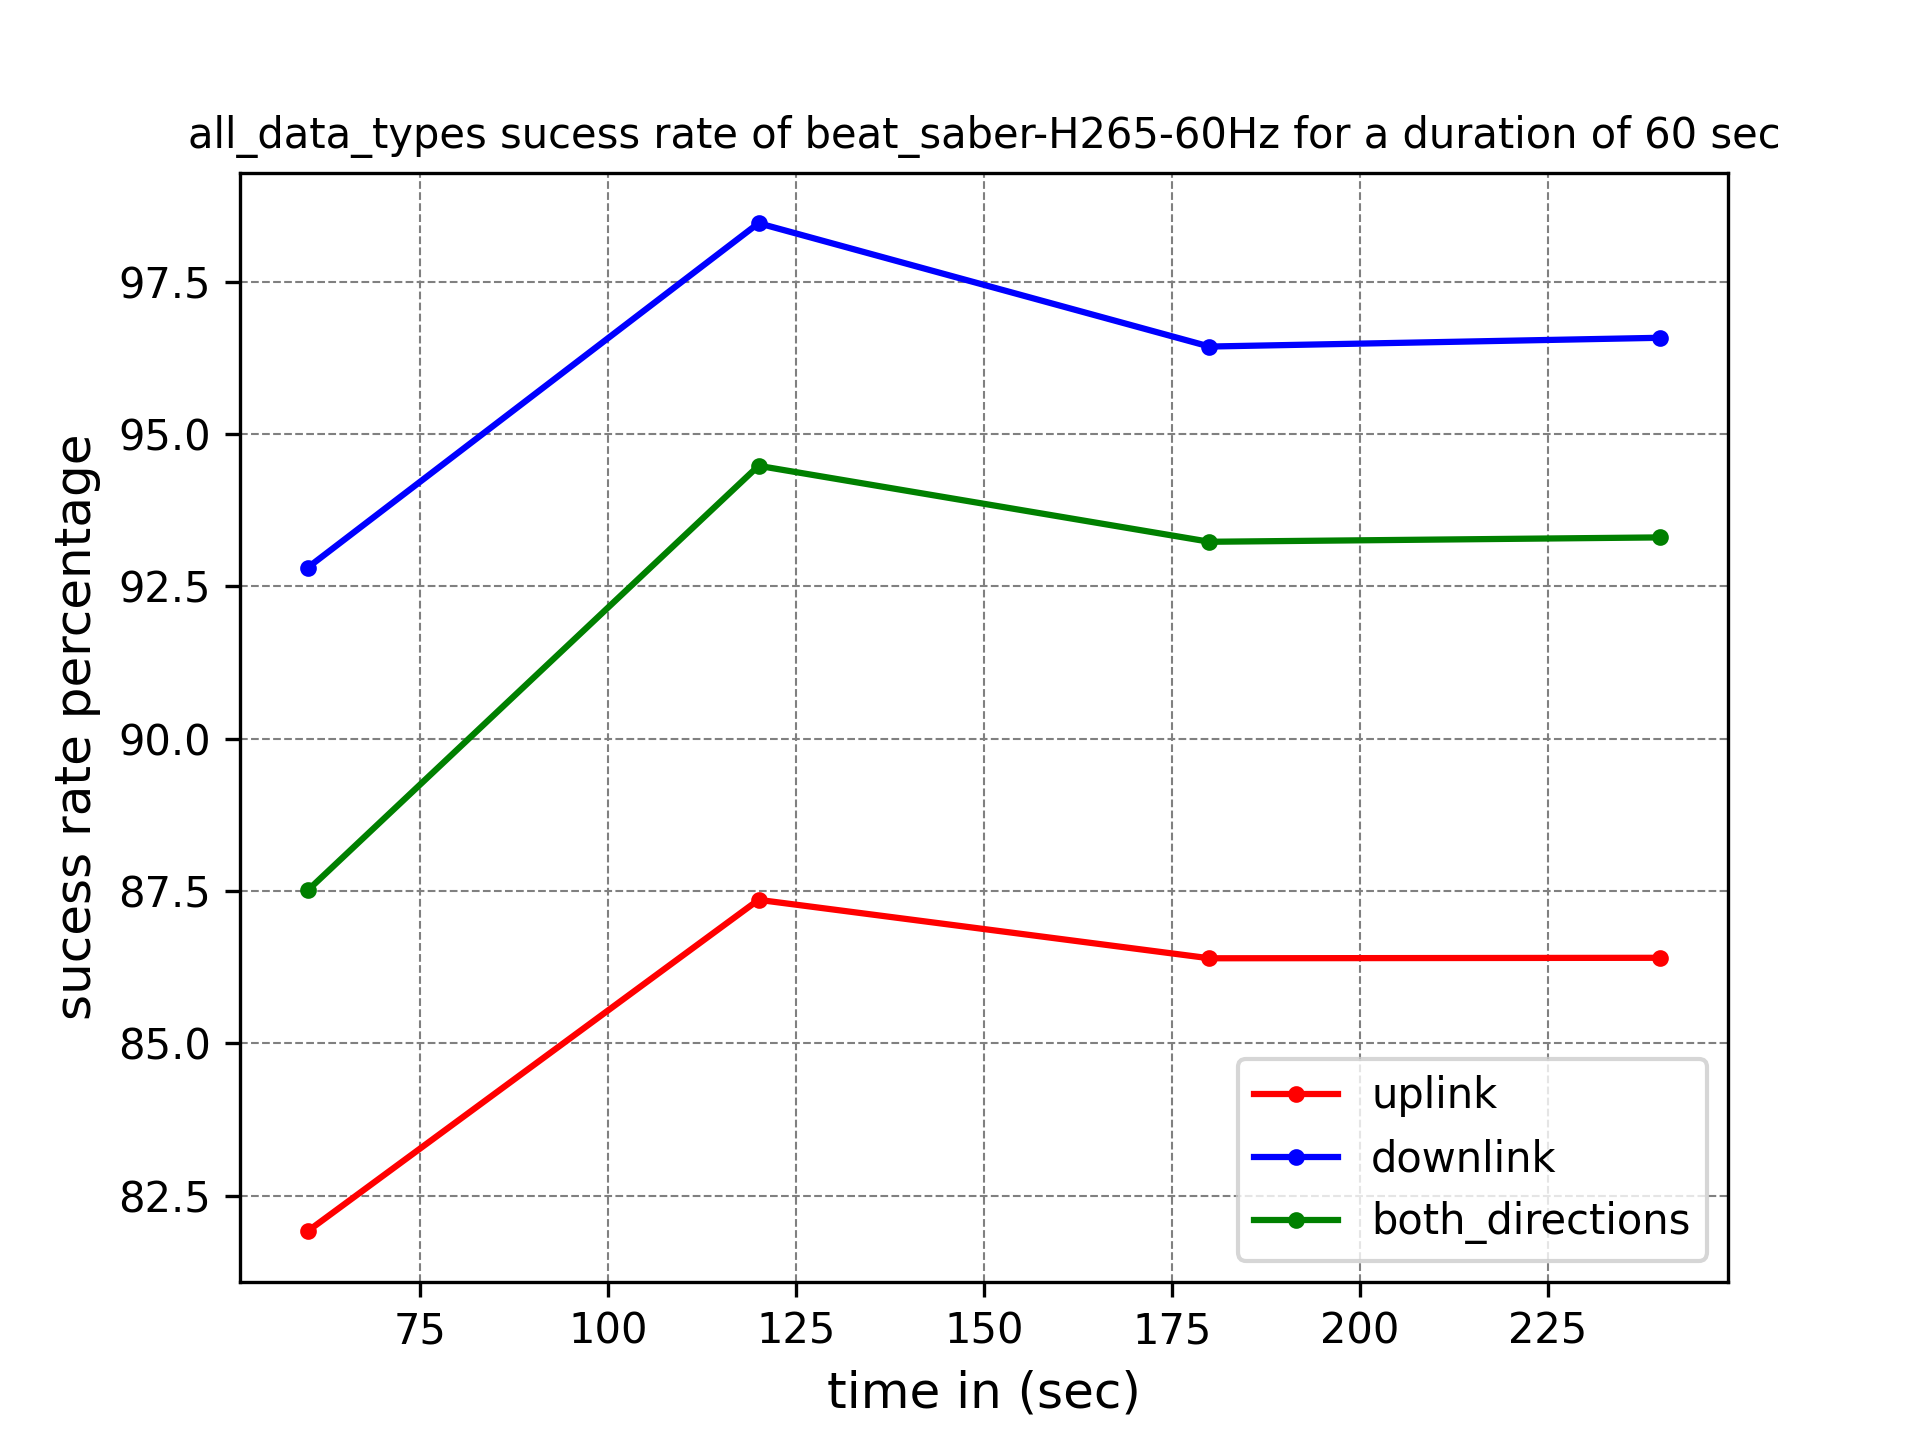 all_data_types sucess rate of beat_saber-H265-60Hz for a duration of 60 sec
sucess rate percentage
97.5
95.0
92.5
90.0
87.5
85.0
82.5
uplink
downlink
both_directions
75 100 125 150 175 200 225
time in (sec)